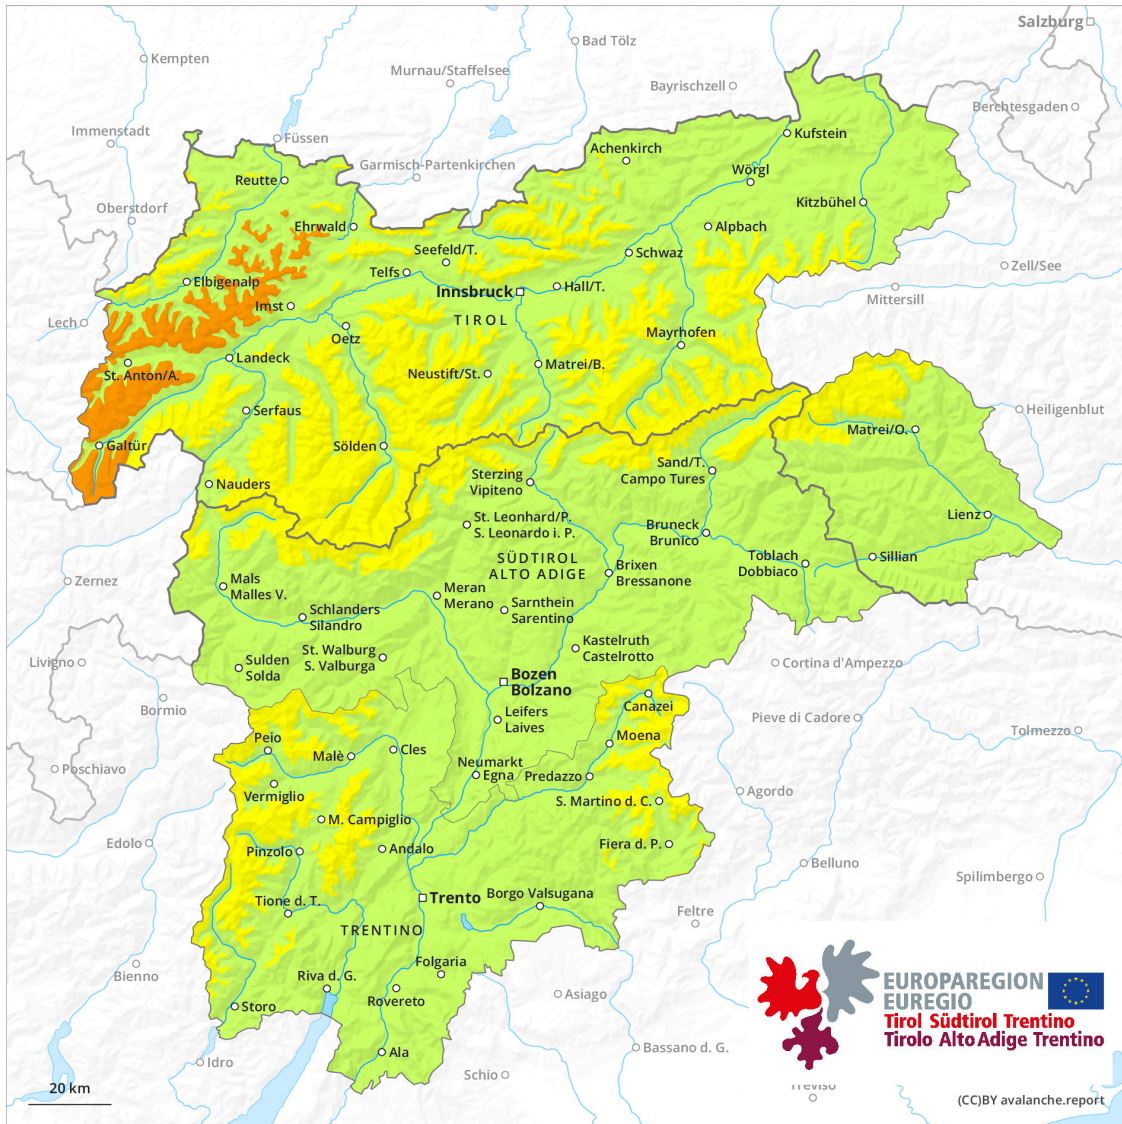 Salzburg
Bad Tölz
Kempten
Murnau/Staffelsee
Bayrischzell
Berchtesgaden
Immenstadt
Füssen
Kufstein
Achenkirch
Garmisch-Partenkirchen
Wörgl
Reutte
Kitzbühel
Oberstdorf
Ehrwald
Alpbach
Seefeld/T.
Schwaz
Telfs
Zell/See
Elbigenalp
Innsbruck
Hall/T.
Mittersill
Imst
Lech
TIROL
Oetz
Mayrhofen
Landeck
Matrei/B.
St. Anton/A.
Neustift/St.
Serfaus
Heiligenblut
Matrei/O.
Galtür
Sölden
Sand/T.
Campo Tures
Sterzing
Vipiteno
Nauders
St. Leonhard/P.
S. Leonardo i. P.
Lienz
Bruneck
Brunico
SÜDTIROL
ALTO ADIGE
Toblach
Dobbiaco
Sillian
Brixen
Bressanone
Zernez
Mals
Malles V.
Meran
Merano
Sarnthein
Sarentino
Schlanders
Silandro
Kastelruth
Castelrotto
St. Walburg
S. Valburga
Livigno
Sulden
Solda
Cortina d'Ampezzo
Bozen
Bolzano
Bormio
Canazei
Leifers
Laives
Pieve di Cadore
Tolmezzo
Peio
Moena
Malè
Cles
Poschiavo
Neumarkt
Egna
Predazzo
Vermiglio
Agordo
S. Martino d. C.
M. Campiglio
Edolo
Pinzolo
Andalo
Fiera d. P.
Belluno
Spilimbergo
Trento
Borgo Valsugana
Tione d. T.
Feltre
TRENTINO
Folgaria
Bienno
Riva d. G.
Rovereto
Asiago
Storo
EUROPAREGION
EUREGIO
Tirol Südtirol Trentino
Tirolo Alto Adige Trentino
Ala
Bassano d. G.
Idro
Schio
Treviso
20 km
(CC)BY avalanche.report